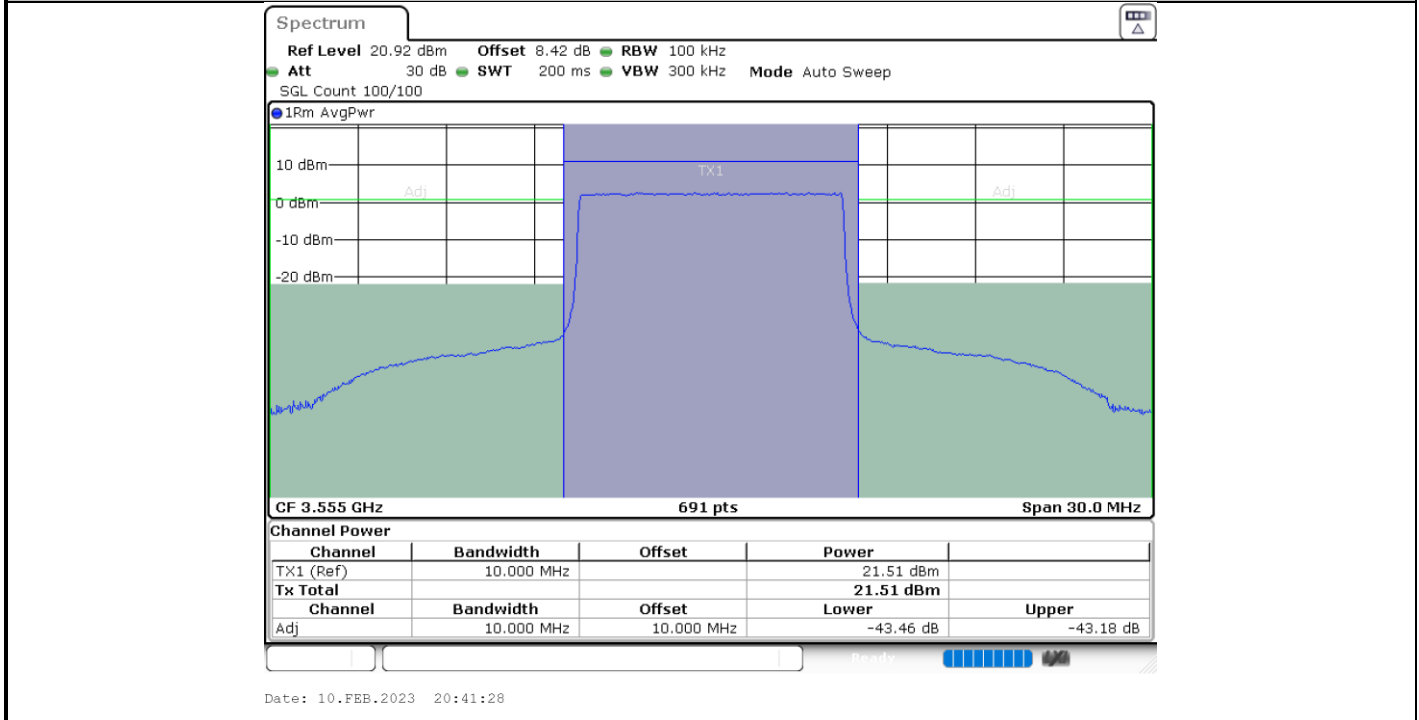 Spectrum
Ref Level 20.92 dBm Offset 8.42 dB RBW 100 kHz
Att 30 dB SWT 200 ms VBW 300 kHz Mode Auto Sweep
SGL Count 100/100
1Rm AvgPwr
10 dBm
TX1
Adj Adj
0 dBm
-10 dBm
-20 dBm
CF 3.555 GHz 691 pts Span 30.0 MHz
Channel Power
Channel Bandwidth Offset Power
TX1 (Ref) 10.000 MHz 21.51 dBm
Tx Total 21.51 dBm
Channel Bandwidth Offset Lower Upper
Adj 10.000 MHz 10.000 MHz -43.46 dB -43.18 dB
Ready
Date: 10.FEB.2023 20:41:28